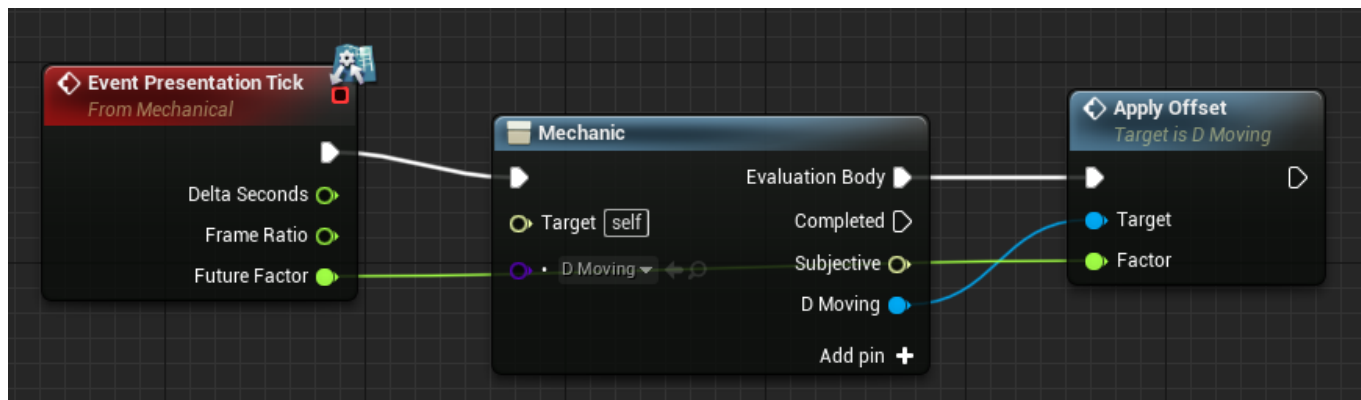 Event Presentation Tick
From Mechanical
Delta Seconds
Frame Ratio
Future Factor
Mechanic
Evaluation Body
Target self
Completed
D Moving
Subjective
D Moving
Add pin
Apply Offset
Target is D Moving
Target
Factor